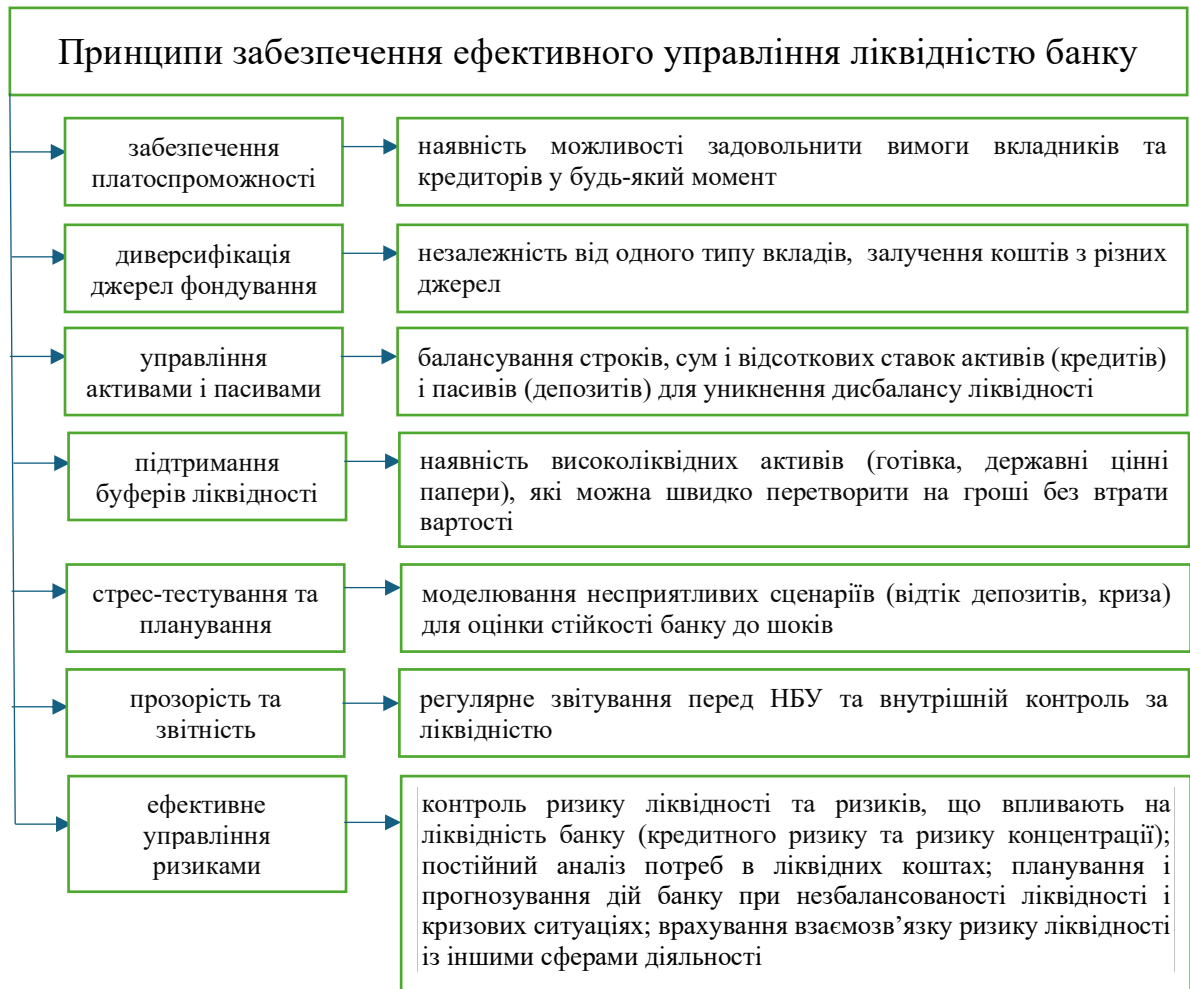 Принципи забезпечення ефективного управління ліквідністю банку
забезпечення
платоспроможності
наявність можливості задовольнити вимоги вкладників та
кредиторів у будь-який момент
диверсифікація
джерел фондування
незалежність від одного типу вкладів, залучення коштів з різних
джерел
управління
активами і пасивами
балансування строків, сум і відсоткових ставок активів (кредитів)
і пасивів (депозитів) для уникнення дисбалансу ліквідності
підтримання
буферів ліквідності
наявність високоліквідних активів (готівка, державні цінні
папери), які можна швидко перетворити на гроші без втрати
вартості
стрес-тестування та
планування
моделювання несприятливих сценаріїв (відтік депозитів, криза)
для оцінки стійкості банку до шоків
прозорість та
звітність
регулярне звітування перед НБУ та внутрішній контроль за
ліквідністю
ефективне
управління
ризиками
контроль ризику ліквідності та ризиків, що впливають на
ліквідність банку (кредитного ризику та ризику концентрації);
постійний аналіз потреб в ліквідних коштах; планування і
прогнозування дій банку при незбалансованості ліквідності і
кризових ситуаціях; врахування взаємозв’язку ризику ліквідності
із іншими сферами діяльності